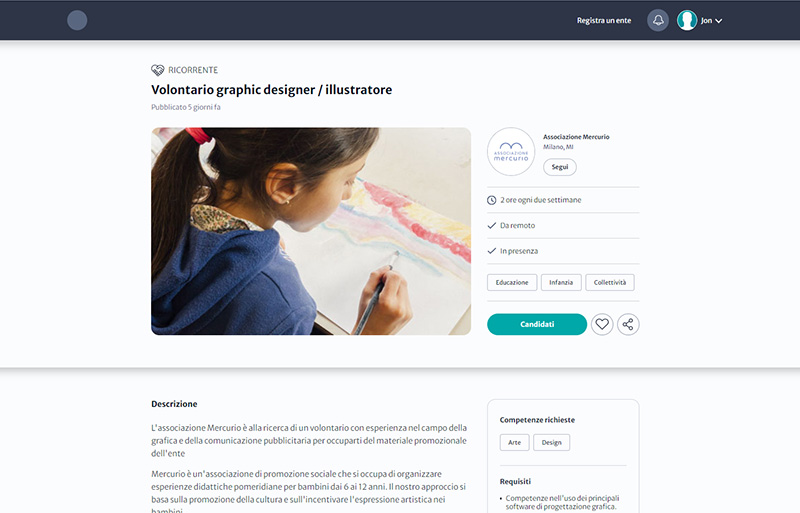 Registra un ente
Jon
RICORRENTE
Volontario graphic designer / illustratore
Pubblicato 5 giorni fa
ASSOCIAZIONE
mercurio
Associazione Mercurio
Milano, MI
Segui
2 ore ogni due settimane
Da remoto
In presenza
Educazione
Infanzia
Collettività
Candidati
Descrizione
L'associazione Mercurio è alla ricerca di un volontario con esperienza nel campo della
grafica e della comunicazione pubblicitaria per occuparti del materiale promozionale
dell'ente
Mercurio è un'associazione di promozione sociale che si occupa di organizzare
esperienze didattiche pomeridiane per bambini dai 6 ai 12 anni. Il nostro approccio si
basa sulla promozione della cultura e sull'incentivare l'espressione artistica nei
bambini
Competenze richieste
Arte
Design
Requisiti
• Competenze nell'uso dei principali
software di progettazione grafica.